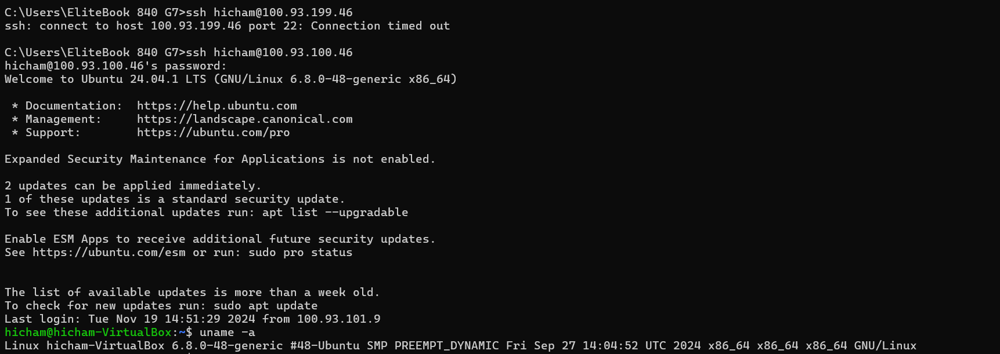 C:\Users\EliteBook 840 G7>ssh hicham@100.93.199.46
ssh: connect to host 100.93.199.46 port 22: Connection timed out
C:\Users\EliteBook 840 G7>ssh hicham@100.93.100.46
hicham@100.93.100.46's password:
Welcome to Ubuntu 24.04.1 LTS (GNU/Linux 6.8.0-48-generic x86_64)
* Documentation:  https://help.ubuntu.com
* Management:     https://landscape.canonical.com
* Support:        https://ubuntu.com/pro
Expanded Security Maintenance for Applications is not enabled.
2 updates can be applied immediately.
1 of these updates is a standard security update.
To see these additional updates run: apt list --upgradable
Enable ESM Apps to receive additional future security updates.
See https://ubuntu.com/esm or run: sudo pro status
The list of available updates is more than a week old.
To check for new updates run: sudo apt update
Last login: Tue Nov 19 14:51:29 2024 from 100.93.101.9
hicham@hicham-VirtualBox:~$ uname -a
Linux hicham-VirtualBox 6.8.0-48-generic #48-Ubuntu SMP PREEMPT_DYNAMIC Fri Sep 27 14:04:52 UTC 2024 x86_64 x86_64 x86_64 GNU/Linux